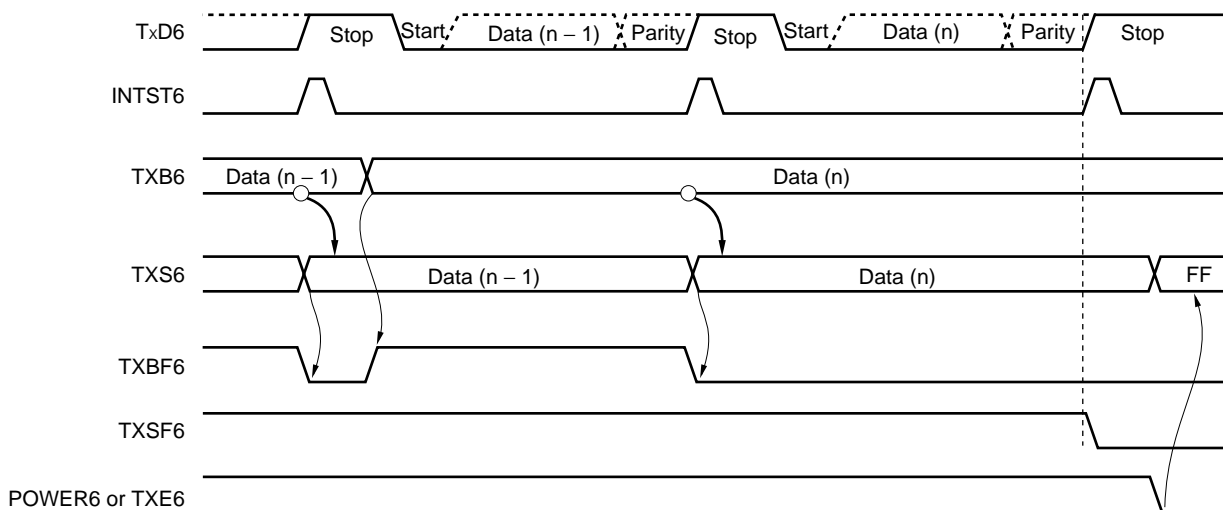 TxD6 Stop Start Data (n − 1) Parity Stop Start Data (n) Parity Stop
INTST6
TXB6 Data (n − 1) Data (n)
TXS6 Data (n − 1) Data (n) FF
TXBF6
TXSF6
POWER6 or TXE6